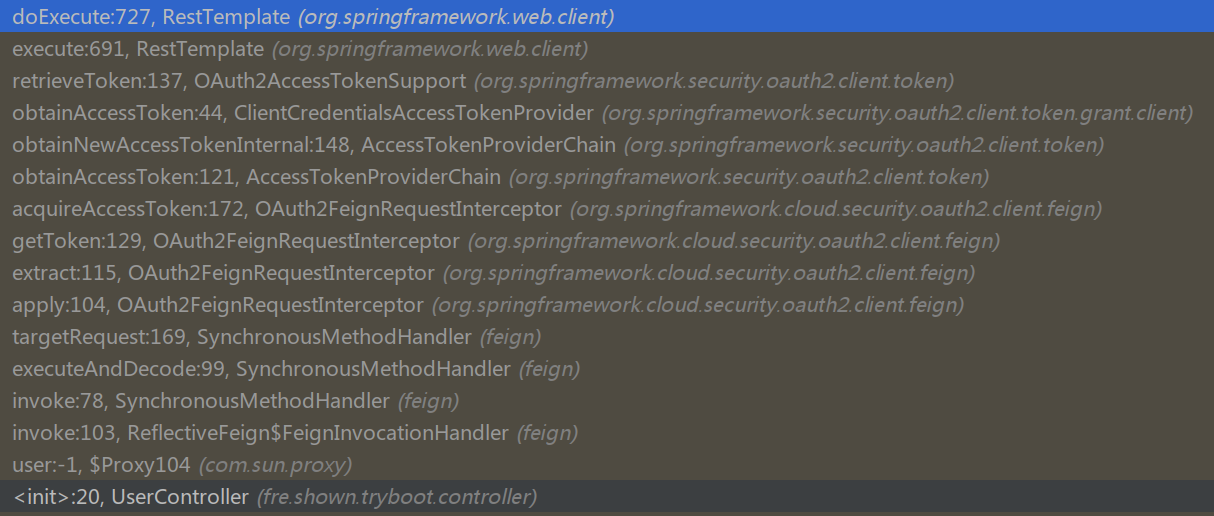 doExecute:727, RestTemplate (org.springframework.web.client)
execute:691, RestTemplate (org.springframework.web.client)
retrieveToken:137, OAuth2AccessTokenSupport (org.springframework.security.oauth2.client.token)
obtainAccessToken:44, ClientCredentialsAccessTokenProvider (org.springframework.security.oauth2.client.token.grant.client)
obtainNewAccessTokenInternal:148, AccessTokenProviderChain (org.springframework.security.oauth2.client.token)
obtainAccessToken:121, AccessTokenProviderChain (org.springframework.security.oauth2.client.token)
acquireAccessToken:172, OAuth2FeignRequestInterceptor (org.springframework.cloud.security.oauth2.client.feign)
getToken:129, OAuth2FeignRequestInterceptor (org.springframework.cloud.security.oauth2.client.feign)
extract:115, OAuth2FeignRequestInterceptor (org.springframework.cloud.security.oauth2.client.feign)
apply:104, OAuth2FeignRequestInterceptor (org.springframework.cloud.security.oauth2.client.feign)
targetRequest:169, SynchronousMethodHandler (feign)
executeAndDecode:99, SynchronousMethodHandler (feign)
invoke:78, SynchronousMethodHandler (feign)
invoke:103, ReflectiveFeign$FeignInvocationHandler (feign)
user:-1, $Proxy104 (com.sun.proxy)
<init>:20, UserController (fre.shown.tryboot.controller)